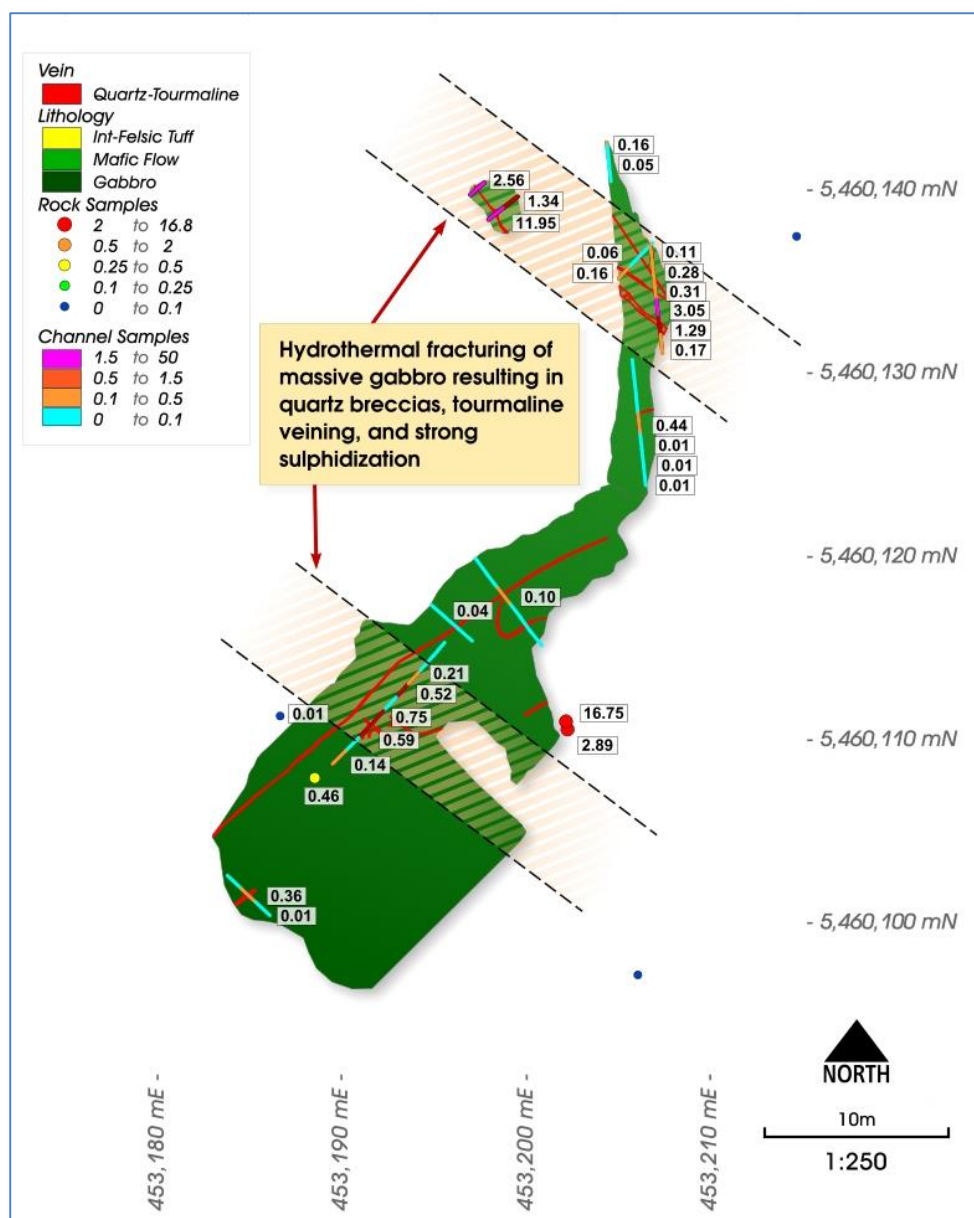 Vein
Quartz-Tourmaline
Lithology
Int-Felsic Tuff
Mafic Flow
Gabbro
Rock Samples
2 to 16.8
0.5 to 2
0.25 to 0.5
0.1 to 0.25
0 to 0.1
Channel Samples
1.5 to 50
0.5 to 1.5
0.1 to 0.5
0 to 0.1
0.16
0.05
- 5,460,140 mN
2.56
1.34
11.95
0.06
0.16
0.11
0.28
0.31
3.05
1.29
0.17
- 5,460,130 mN
Hydrothermal fracturing of
massive gabbro resulting in
quartz breccias, tourmaline
veining, and strong
sulphidization
0.44
0.01
0.01
0.01
- 5,460,120 mN
0.10
0.04
0.21
0.52
0.75
0.59
0.14
0.01
0.46
16.75
2.89
- 5,460,110 mN
0.36
0.01
- 5,460,100 mN
453,180 mE -
453,190 mE -
453,200 mE -
453,210 mE -
NORTH
10m
1:250